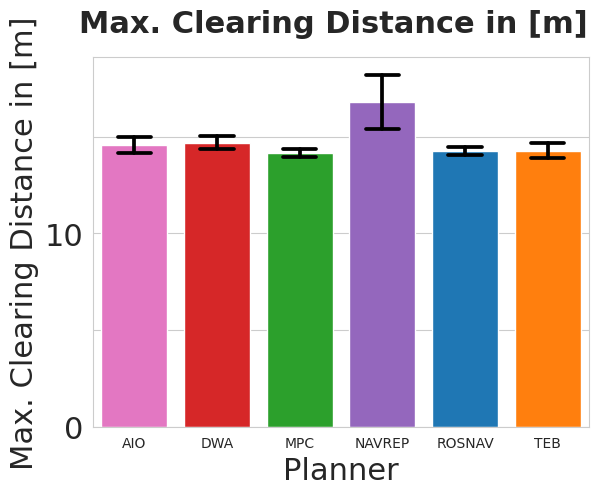 Max. Clearing Distance in [m]
Max. Clearing Distance in [m]
10
0
AIO DWA MPC NAVREP ROSNAV TEB
Planner